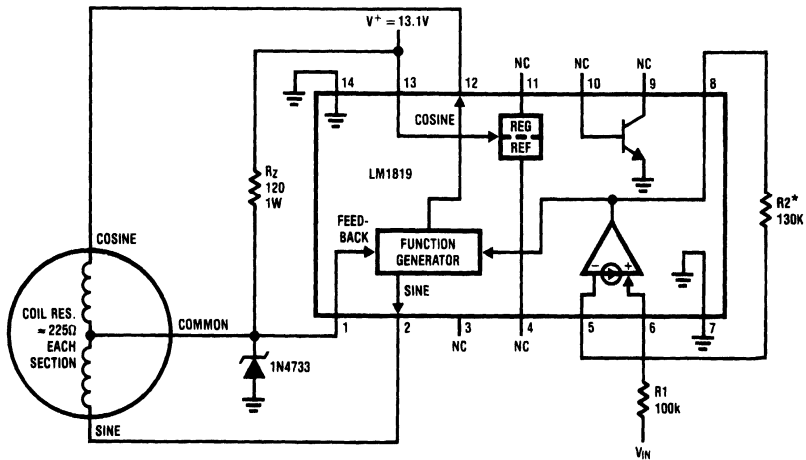 V+ = 13.1V
NC
NC
NC
14
13
12
11
10
9
8
COSINE
REG
REF
LM1819
RZ
120
1W
R2*
130K
FEED-
BACK
FUNCTION
GENERATOR
COSINE
- +
SINE
COIL RES.
≈ 225Ω
EACH
SECTION
COMMON
1
2
3
4
5
6
7
NC
NC
1N4733
R1
100k
SINE
VIN